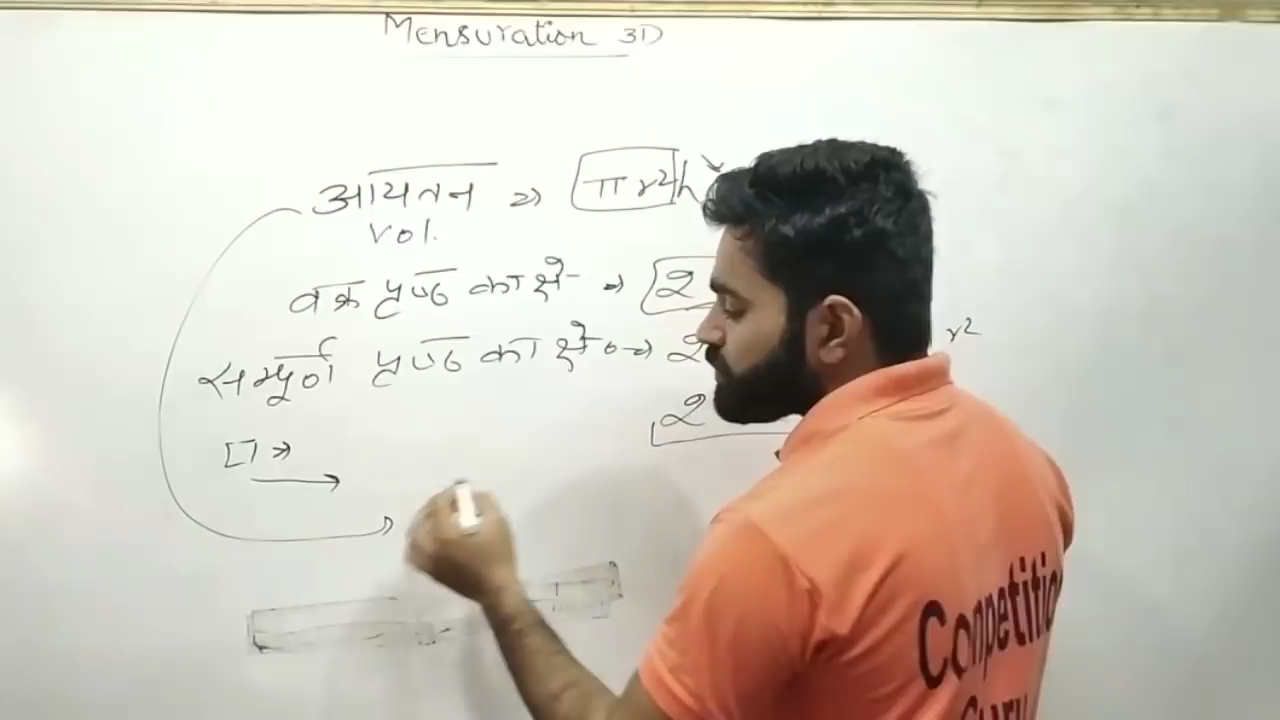 Mensuration 3D
आयतन => πr²h
Vol.
वक्र पृष्ठ का क्षे० → 2
सम्पूर्ण पृष्ठ का क्षे० → 2
r²
2
Competitio